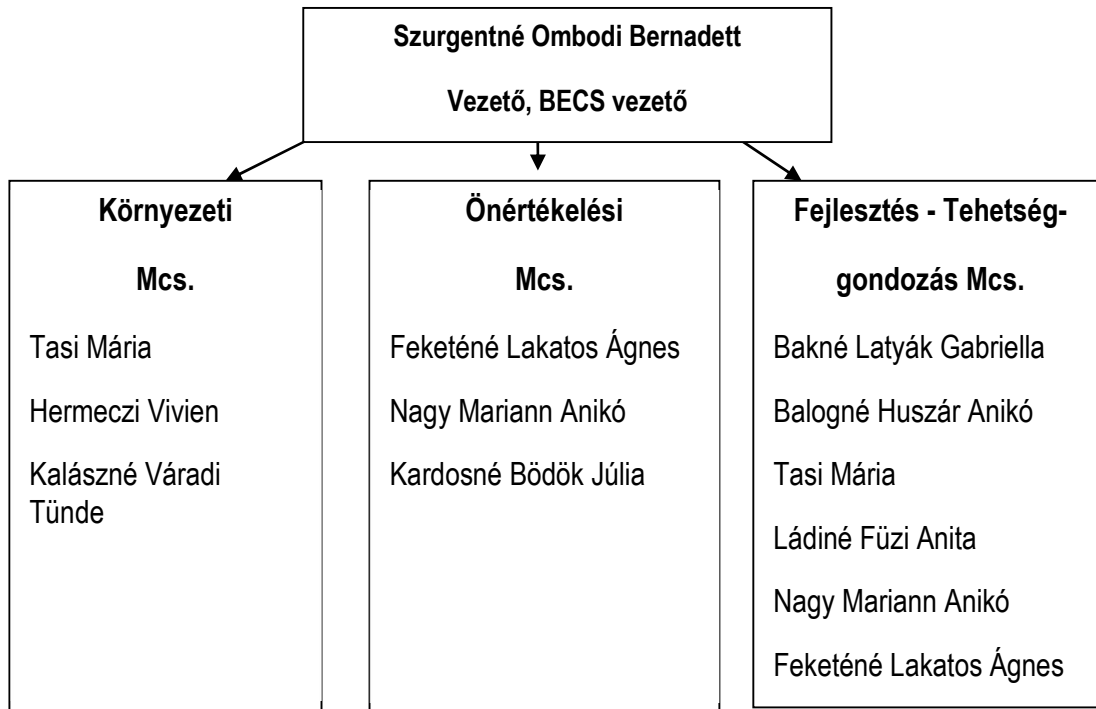 Szurgentné Ombodi Bernadett
Vezető, BECS vezető
Környezeti
Mcs.
Tasi Mária
Hermeczi Vivien
Kalászné Váradi
Tünde
Önértékelési
Mcs.
Feketéné Lakatos Ágnes
Nagy Mariann Anikó
Kardosné Bödök Júlia
Fejlesztés - Tehetség-
gondozás Mcs.
Bakné Latyák Gabriella
Balogné Huszár Anikó
Tasi Mária
Ládiné Füzi Anita
Nagy Mariann Anikó
Feketéné Lakatos Ágnes